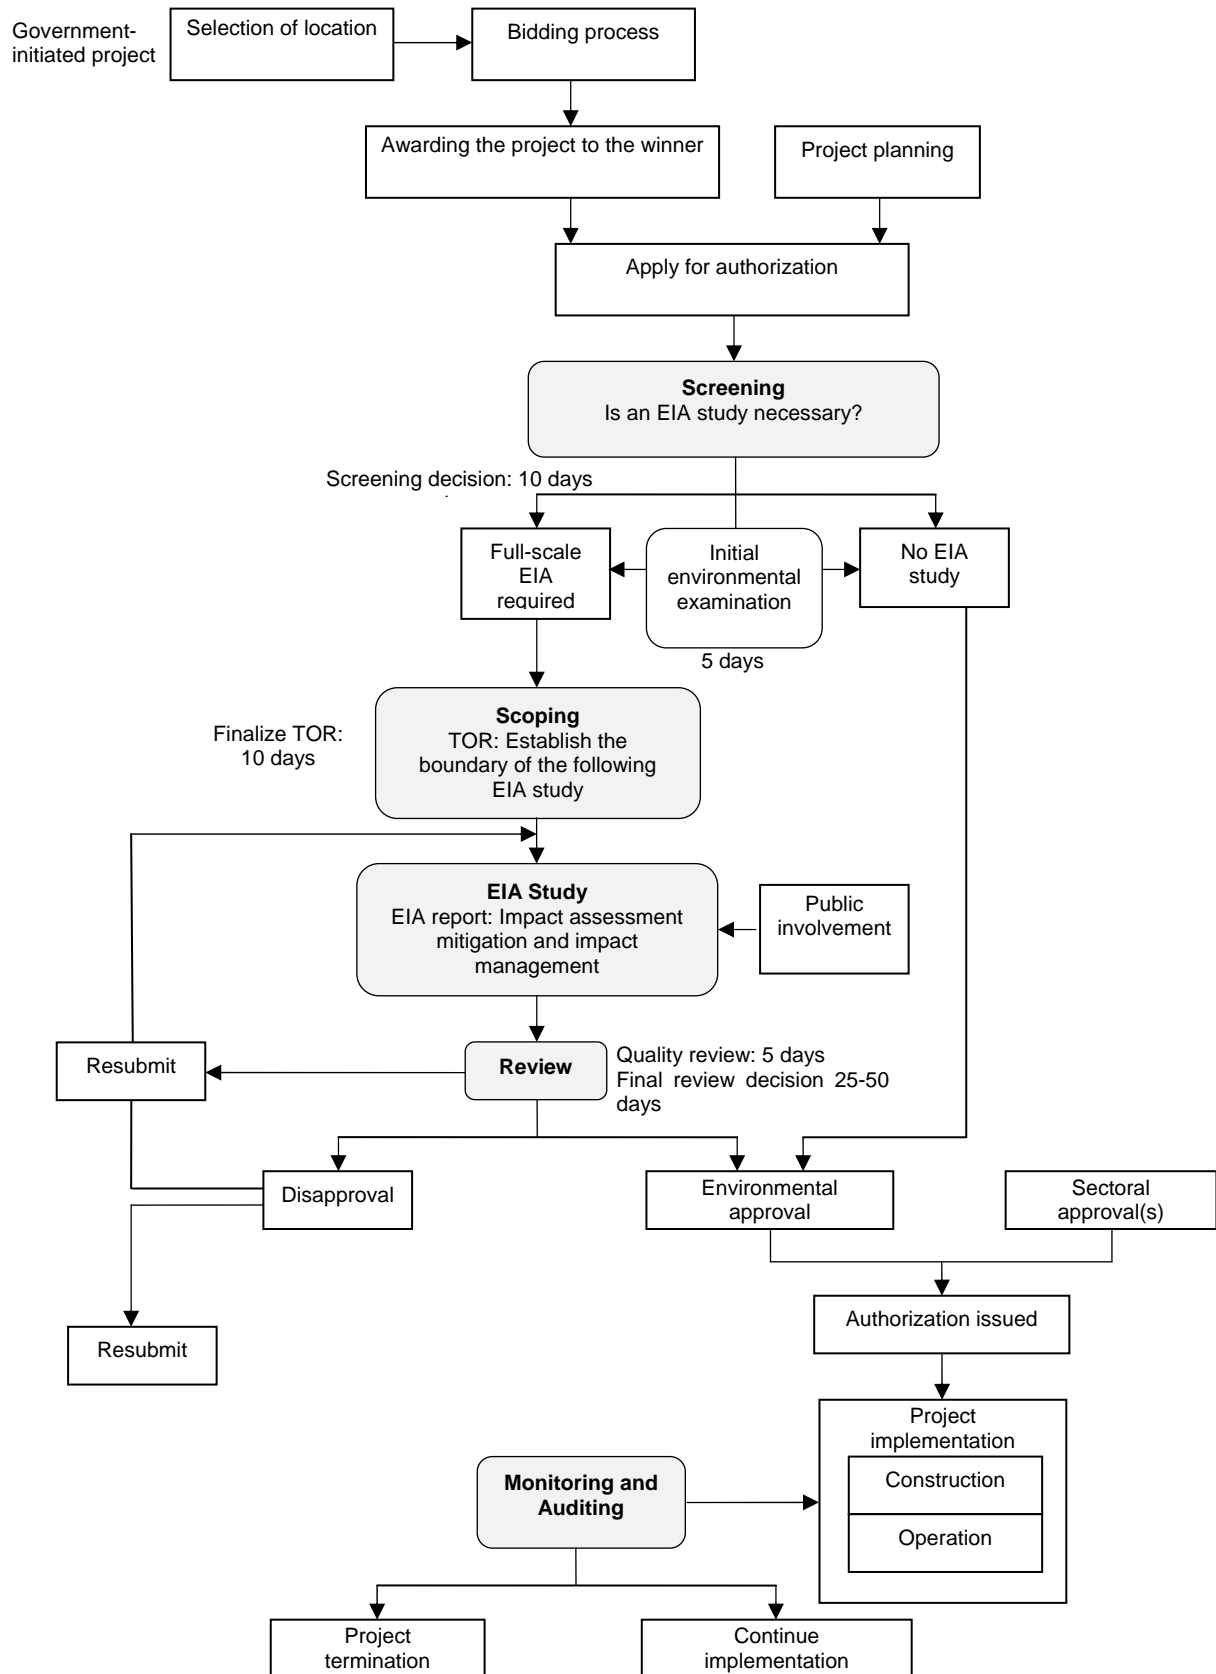 Government-
initiated project
Selection of location
Bidding process
Awarding the project to the winner
Project planning
Apply for authorization
Screening
Is an EIA study necessary?
Screening decision: 10 days
Full-scale
EIA
required
Initial
environmental
examination
No EIA
study
5 days
Scoping
TOR: Establish the
boundary of the following
EIA study
Finalize TOR:
10 days
EIA Study
EIA report: Impact assessment
mitigation and impact
management
Public
involvement
Resubmit
Review
Quality review: 5 days
Final review decision 25-50
days
Disapproval
Environmental
approval
Sectoral
approval(s)
Resubmit
Authorization issued
Project
implementation
Construction
Operation
Monitoring and
Auditing
Project
termination
Continue
implementation